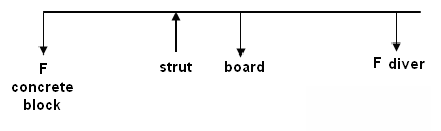 F
concrete
block
strut
board
F diver